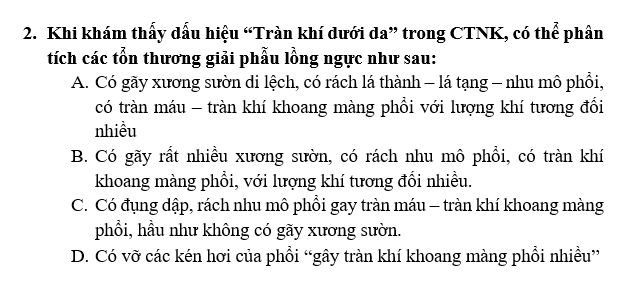 2. Khi khám thấy dấu hiệu “Tràn khí dưới da” trong CTNK, có thể phân
tích các tổn thương giải phẫu lồng ngực như sau:
A. Có gãy xương sườn di lệch, có rách lá thành – lá tạng – nhu mô phổi,
có tràn máu – tràn khí khoang màng phổi với lượng khí tương đối
nhiều
B. Có gãy rất nhiều xương sườn, có rách nhu mô phổi, có tràn khí
khoang màng phổi, với lượng khí tương đối nhiều.
C. Có đụng dập, rách nhu mô phổi gay tràn máu – tràn khí khoang màng
phổi, hầu như không có gãy xương sườn.
D. Có vỡ các kén hơi của phổi “gây tràn khí khoang màng phổi nhiều”